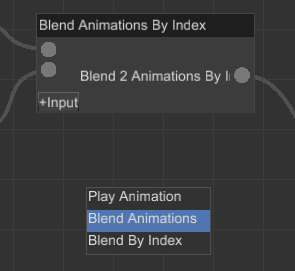 Blend Animations By Index
Blend 2 Animations By I
+Input
Play Animation
Blend Animations
Blend By Index